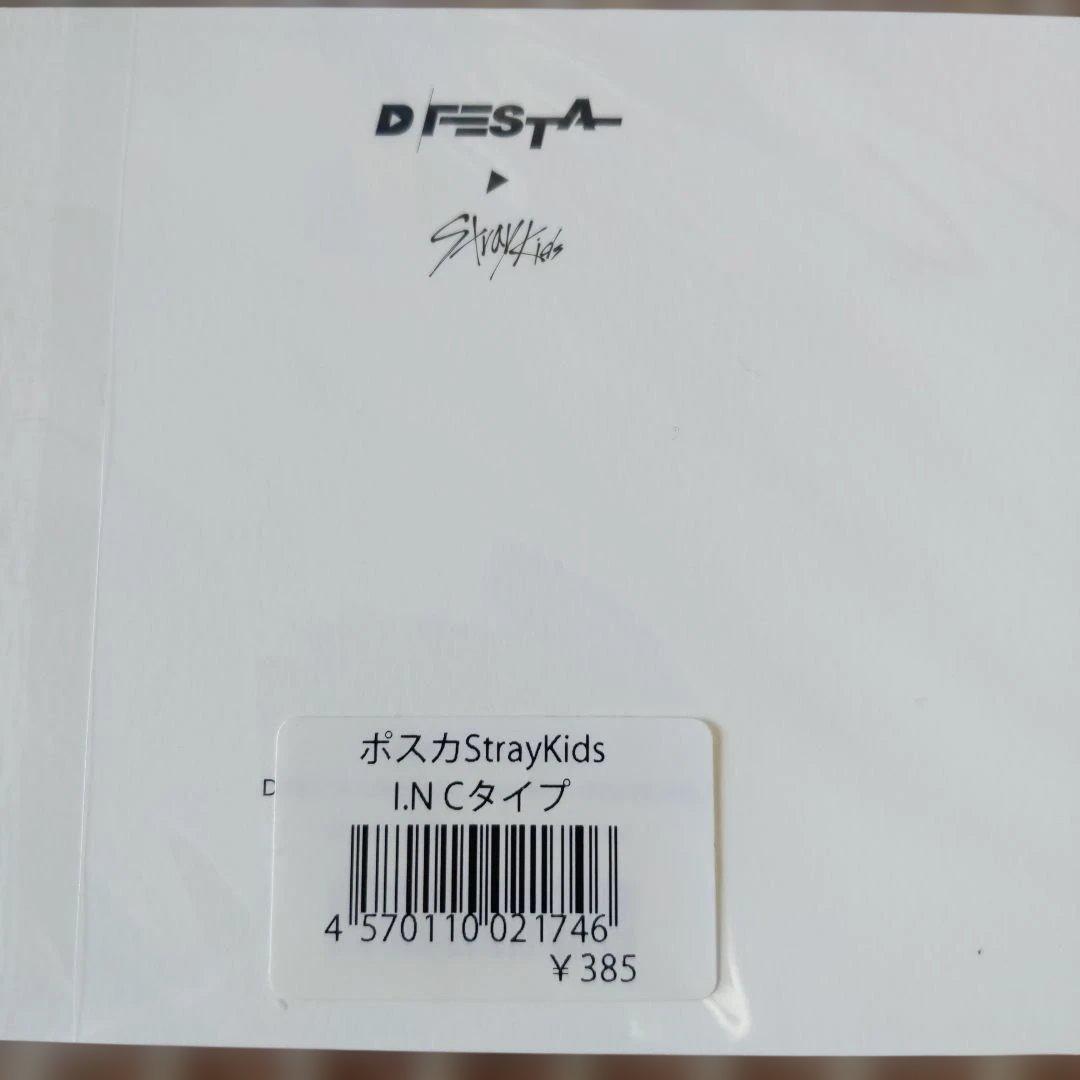 D/FESTA
StrayKids
ポスカStrayKids
I.N Cタイプ
4 570110 021746
¥385